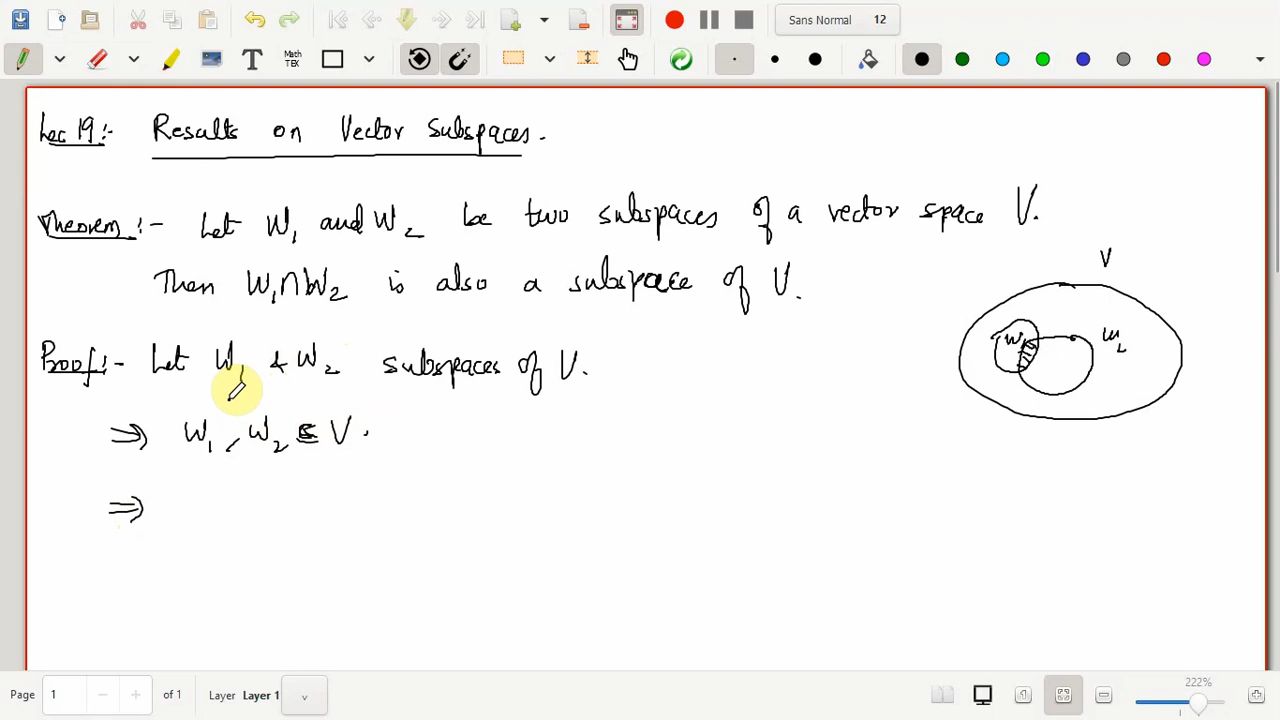 Sans Normal 12
T Math TEX
Lec 19:- Results on Vector Subspaces.
Theorem:- Let W₁ and W₂ be two subspaces of a vector space V.
Then W₁∩W₂ is also a subspace of V.
V
W₁ W₂
Proof:- Let W₁ & W₂ subspaces of V.
⇒ W₁, W₂ ⊆ V.
⇒
Page 1 of 1 Layer Layer 1 222%